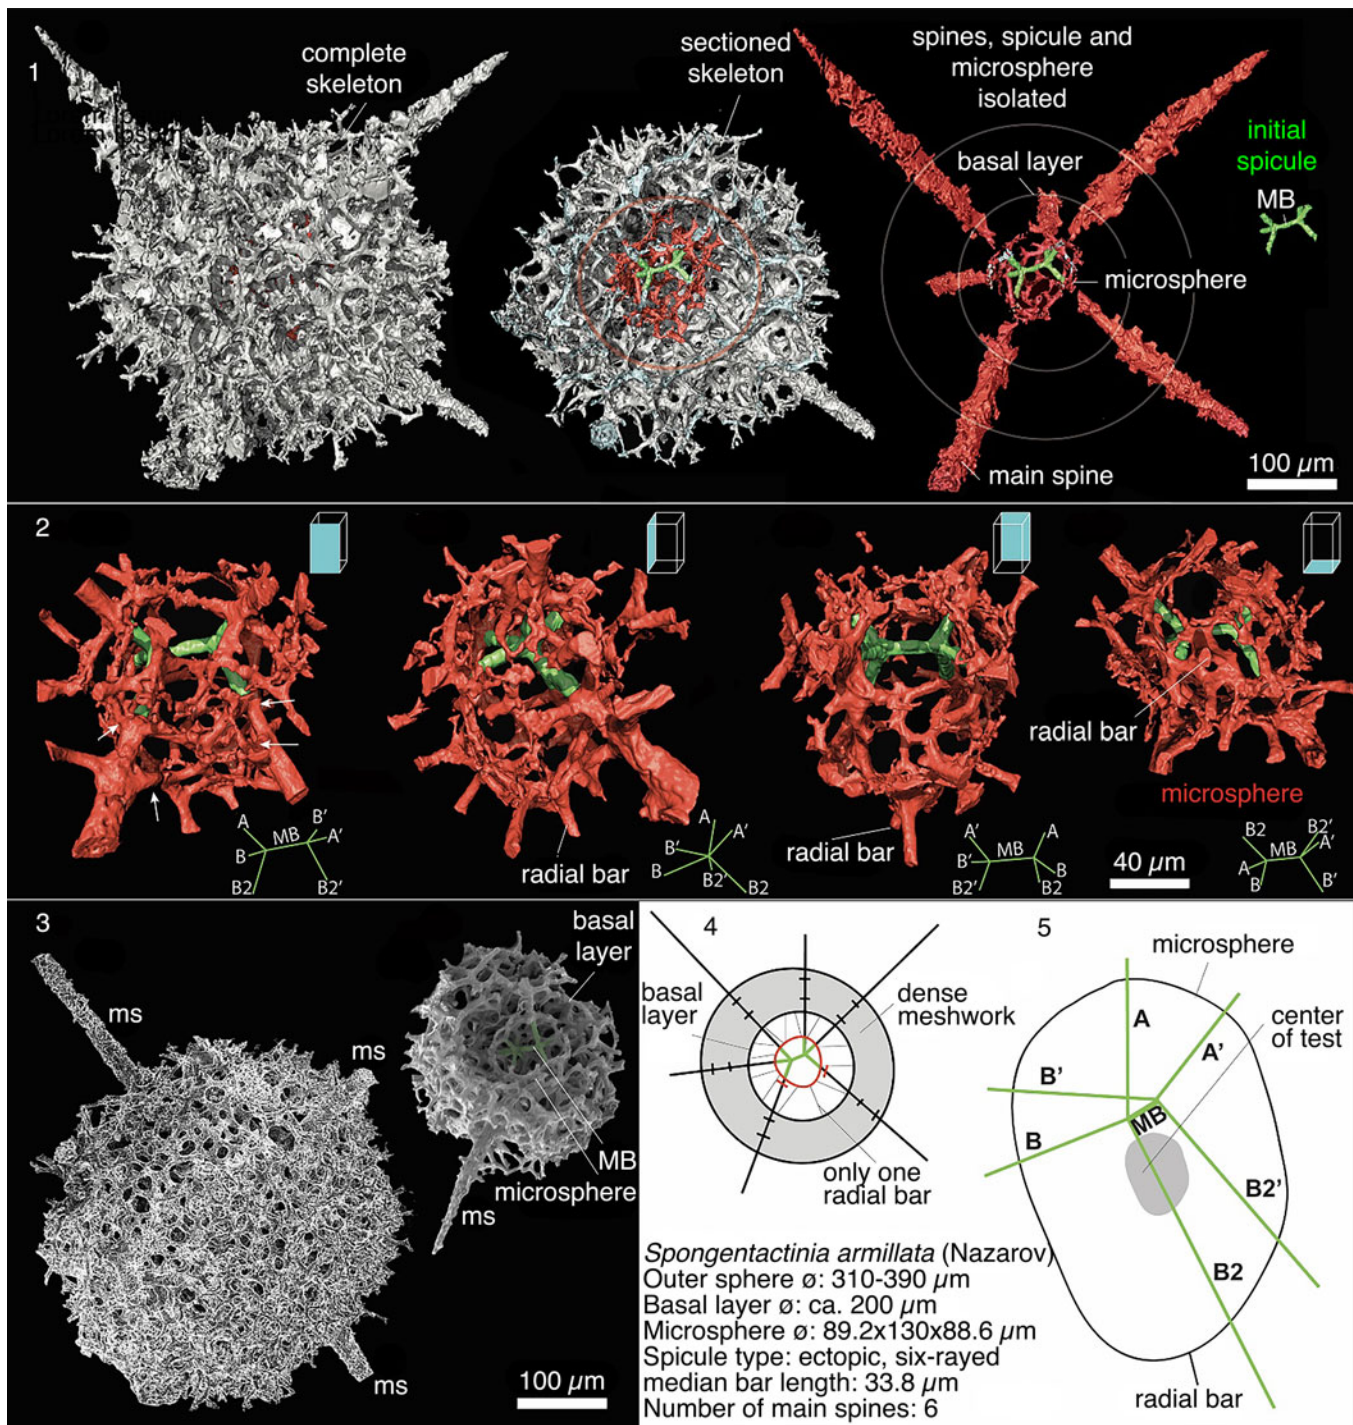 1
complete
skeleton
sectioned
skeleton
spines, spicule and
microsphere
isolated
initial
spicule
MB
basal layer
microsphere
main spine
100 µm
2
A
MB
B'
A'
B
B2
B2'
radial bar
A
A'
B'
B
B2'
B2
radial bar
A'
A
B'
MB
B
B2'
B2
radial bar
microsphere
40 µm
B2
B2'
A'
MB
A
B
B'
3
ms
ms
ms
basal
layer
MB
microsphere
ms
100 µm
4
basal
layer
dense
meshwork
only one
radial bar
5
microsphere
center
of test
A
A'
B'
B
MB
B2'
B2
radial bar
Spongentactinia armillata (Nazarov)
Outer sphere ø: 310-390 µm
Basal layer ø: ca. 200 µm
Microsphere ø: 89.2x130x88.6 µm
Spicule type: ectopic, six-rayed
median bar length: 33.8 µm
Number of main spines: 6